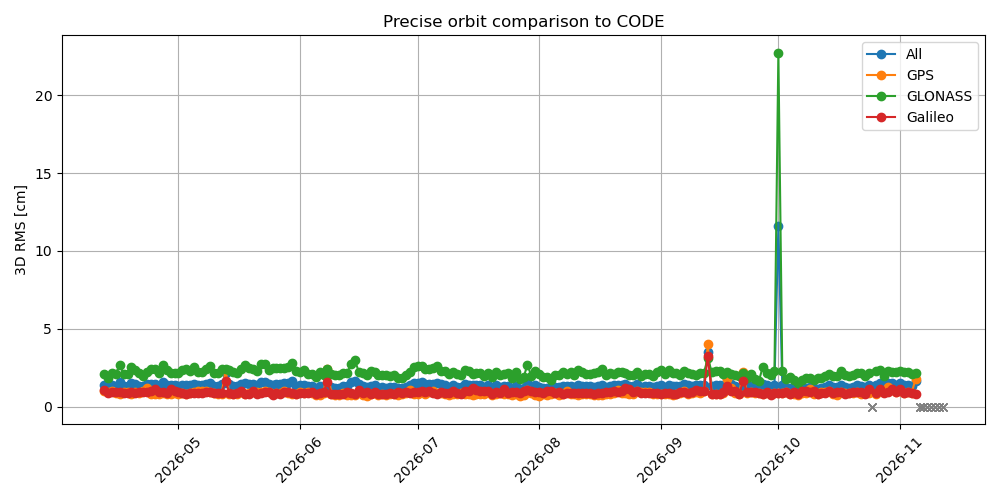 Precise orbit comparison to CODE
3D RMS [cm]
20
15
10
5
0
All
GPS
GLONASS
Galileo
2026-05
2026-06
2026-07
2026-08
2026-09
2026-10
2026-11